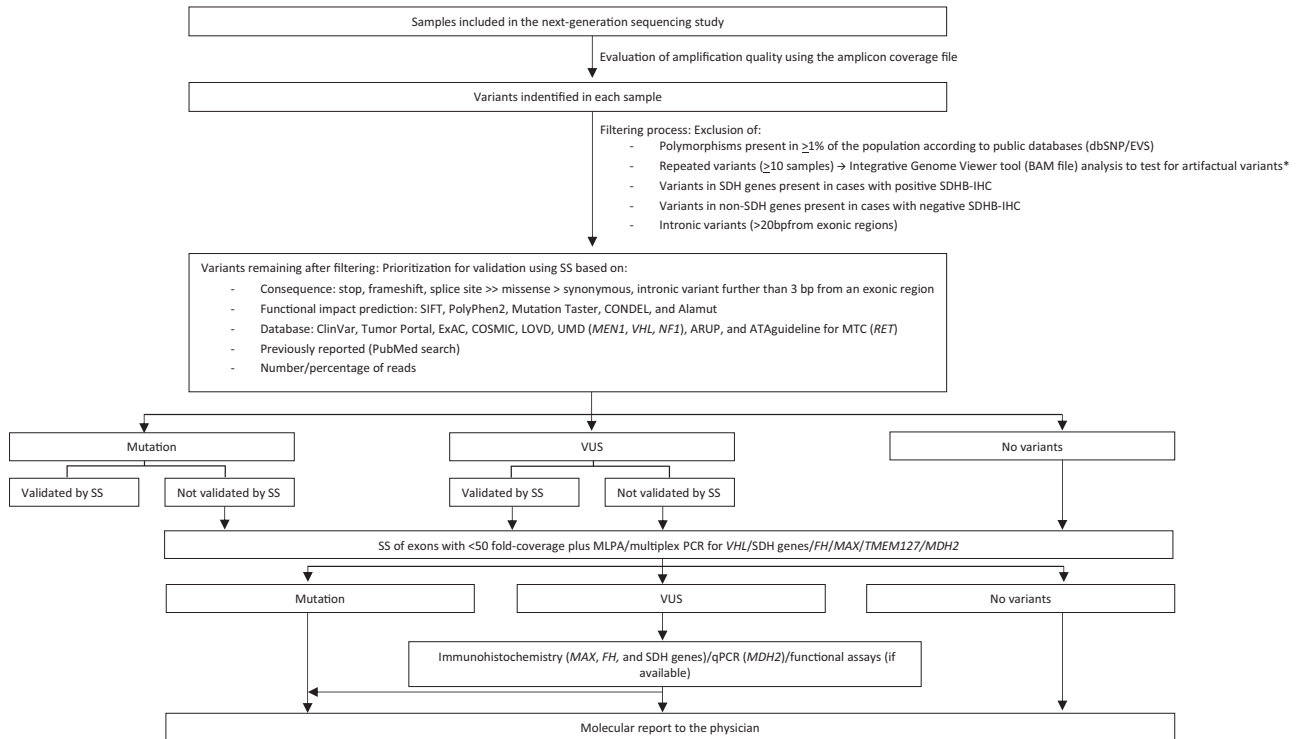 Samples included in the next-generation sequencing study
Evaluation of amplification quality using the amplicon coverage file
Variants indentified in each sample
Filtering process: Exclusion of:
- Polymorphisms present in ≥1% of the population according to public databases (dbSNP/EVS)
- Repeated variants (≥10 samples) → Integrative Genome Viewer tool (BAM file) analysis to test for artifactual variants*
- Variants in SDH genes present in cases with positive SDHB-IHC
- Variants in non-SDH genes present in cases with negative SDHB-IHC
- Intronic variants (>20bpfrom exonic regions)
Variants remaining after filtering: Prioritization for validation using SS based on:
- Consequence: stop, frameshift, splice site >> missense > synonymous, intronic variant further than 3 bp from an exonic region
- Functional impact prediction: SIFT, PolyPhen2, Mutation Taster, CONDEL, and Alamut
- Database: ClinVar, Tumor Portal, ExAC, COSMIC, LOVD, UMD (MEN1, VHL, NF1), ARUP, and ATAguideline for MTC (RET)
- Previously reported (PubMed search)
- Number/percentage of reads
Mutation
VUS
No variants
Validated by SS
Not validated by SS
Validated by SS
Not validated by SS
SS of exons with <50 fold-coverage plus MLPA/multiplex PCR for VHL/SDH genes/FH/MAX/TMEM127/MDH2
Mutation
VUS
No variants
Immunohistochemistry (MAX, FH, and SDH genes)/qPCR (MDH2)/functional assays (if
available)
Molecular report to the physician